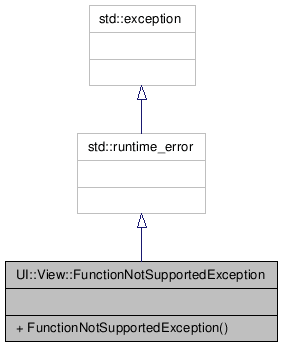 std::exception
std::runtime_error
UI::View::FunctionNotSupportedException
+ FunctionNotSupportedException()